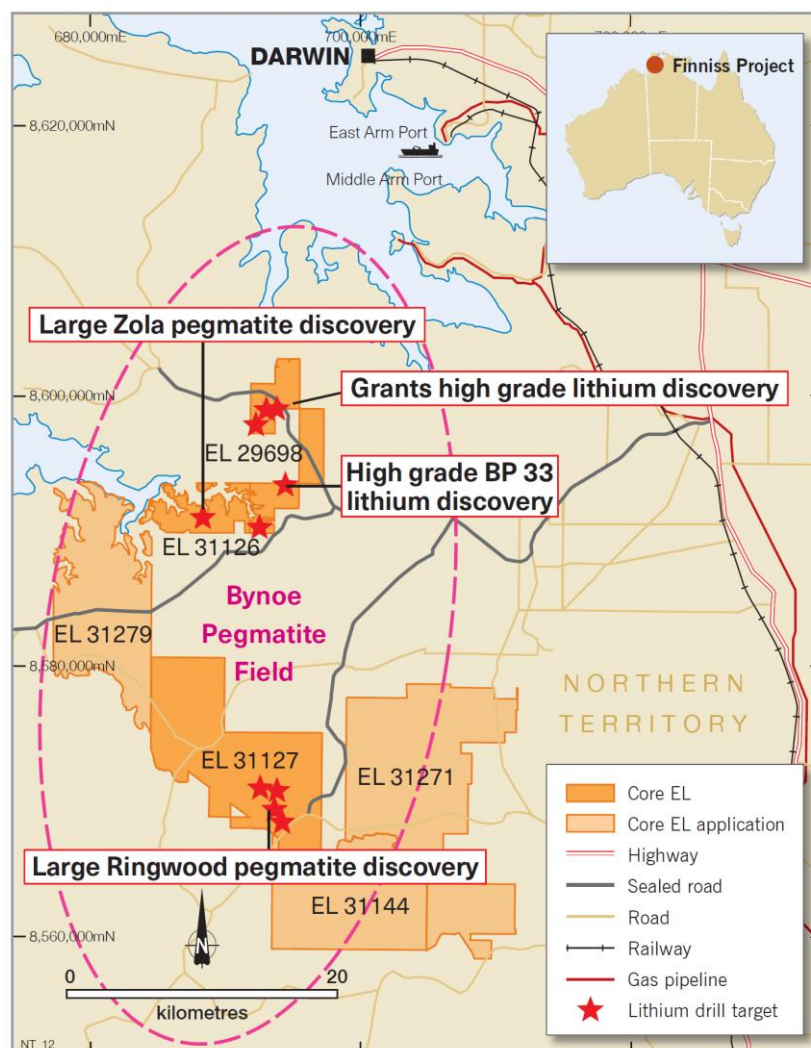 680,000mE
700,000mE
DARWIN
Finniss Project
8,620,000mN
East Arm Port
Middle Arm Port
Large Zola pegmatite discovery
8,600,000mN
Grants high grade lithium discovery
EL 29698
High grade BP 33
lithium discovery
EL 31126
Bynoe
Pegmatite
Field
EL 31279
8,580,000mN
NORTHERN
TERRITORY
EL 31127
EL 31271
Large Ringwood pegmatite discovery
EL 31144
8,560,000mN
N
0
20
kilometres
NT_12
Core EL
Core EL application
Highway
Sealed road
Road
Railway
Gas pipeline
Lithium drill target